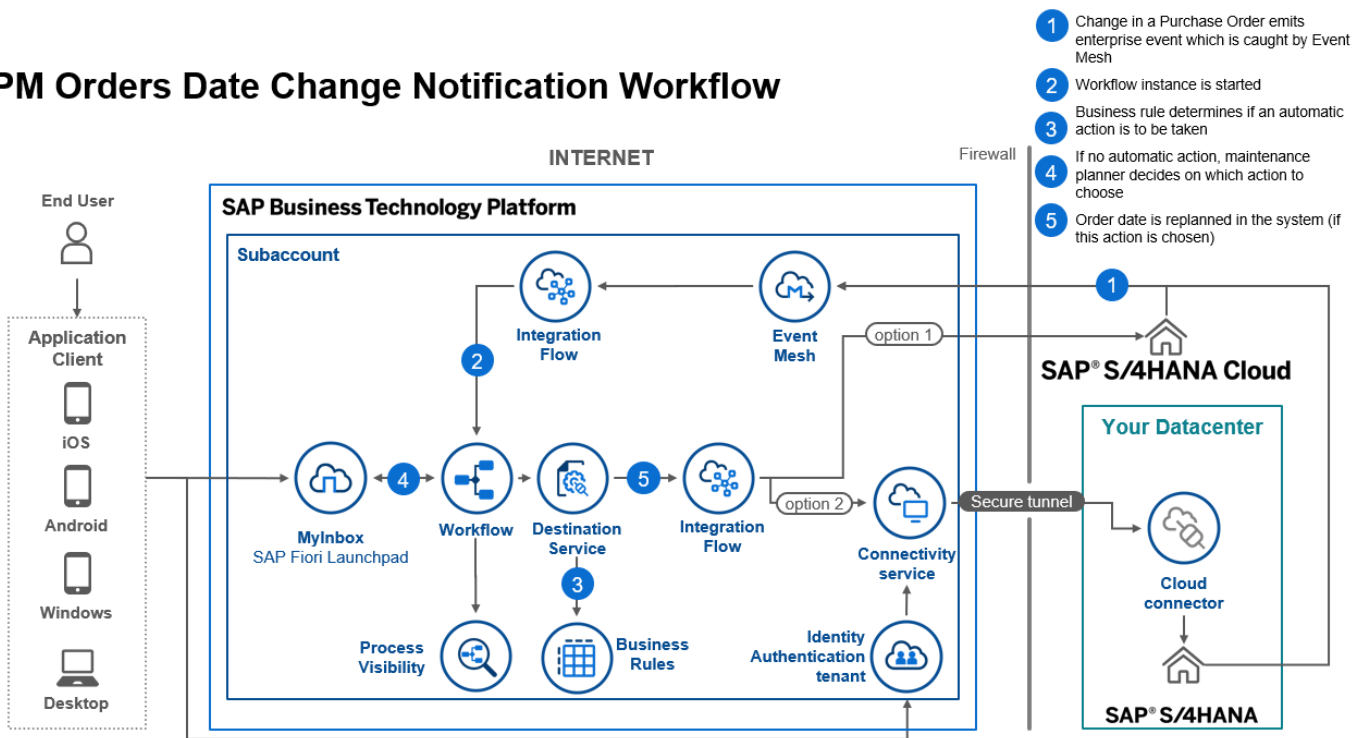 PM Orders Date Change Notification Workflow
1
Change in a Purchase Order emits
enterprise event which is caught by Event
Mesh
2
Workflow instance is started
3
Business rule determines if an automatic
action is to be taken
4
If no automatic action, maintenance
planner decides on which action to
choose
5
Order date is replanned in the system (if
this action is chosen)
INTERNET
Firewall
End User
Application
Client
iOS
Android
Windows
Desktop
SAP Business Technology Platform
Subaccount
Integration
Flow
Event
Mesh
1
option 1
2
SAP® S/4HANA Cloud
MyInbox
SAP Fiori Launchpad
4
Workflow
Destination
Service
5
Integration
Flow
option 2
Connectivity
service
Secure tunnel
3
Process
Visibility
Business
Rules
Identity
Authentication
tenant
Your Datacenter
Cloud
connector
SAP® S/4HANA